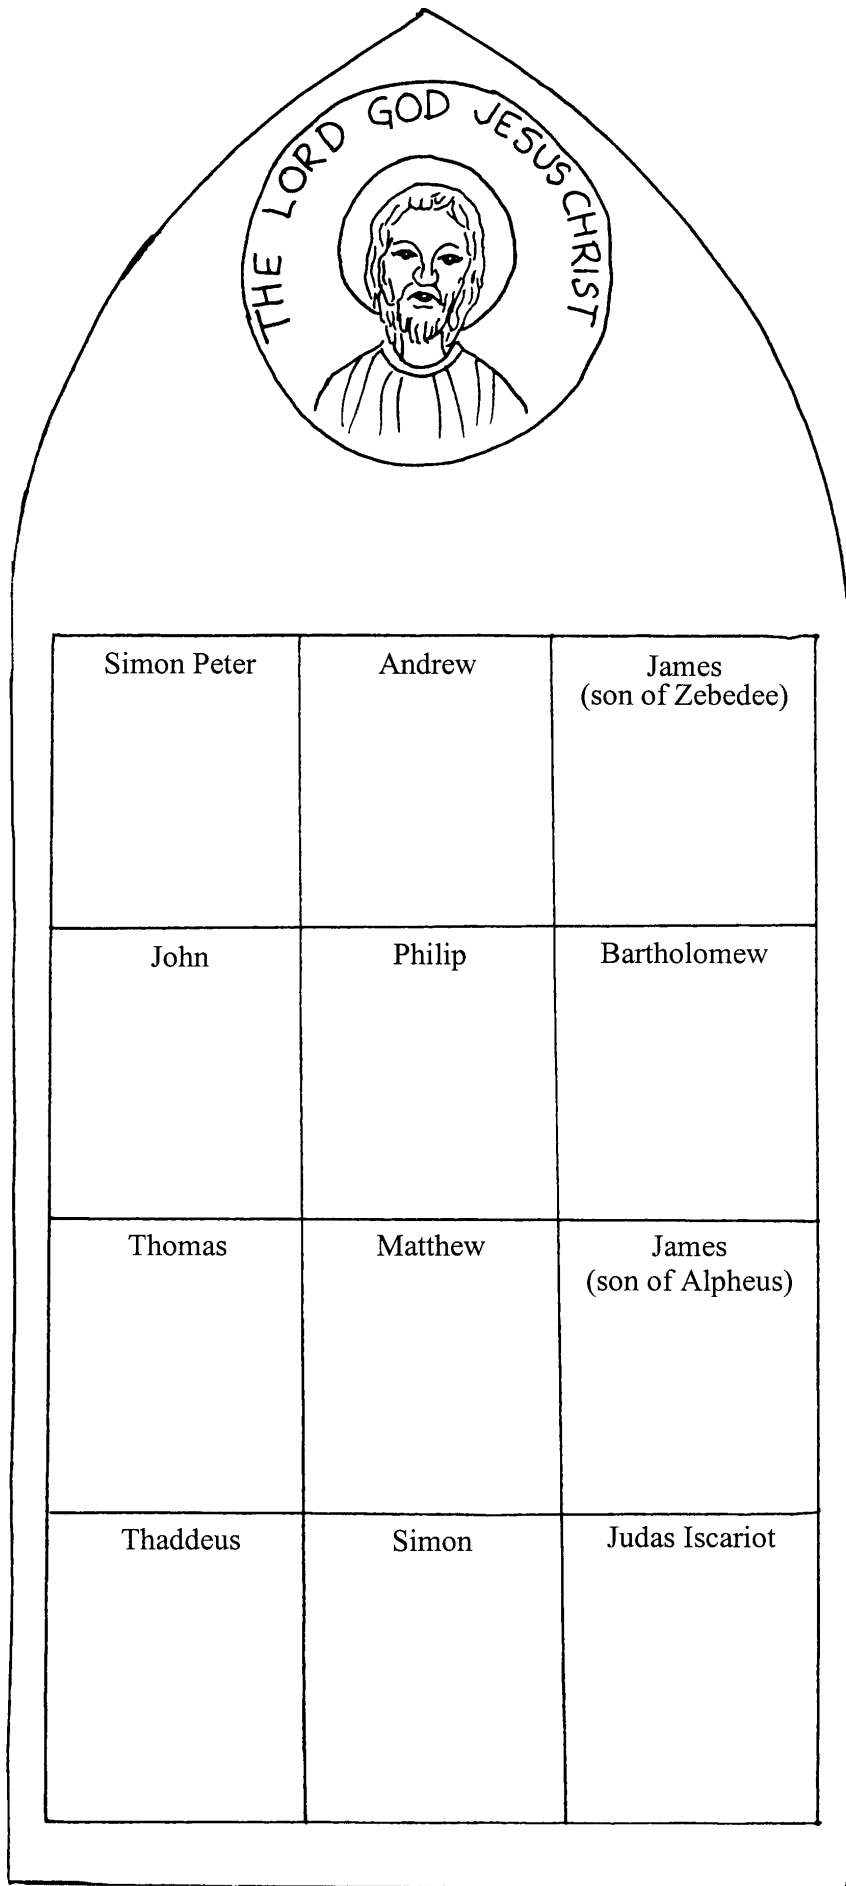 THE LORD GOD JESUS CHRIST
Simon Peter
Andrew
James
(son of Zebedee)
John
Philip
Bartholomew
Thomas
Matthew
James
(son of Alpheus)
Thaddeus
Simon
Judas Iscariot